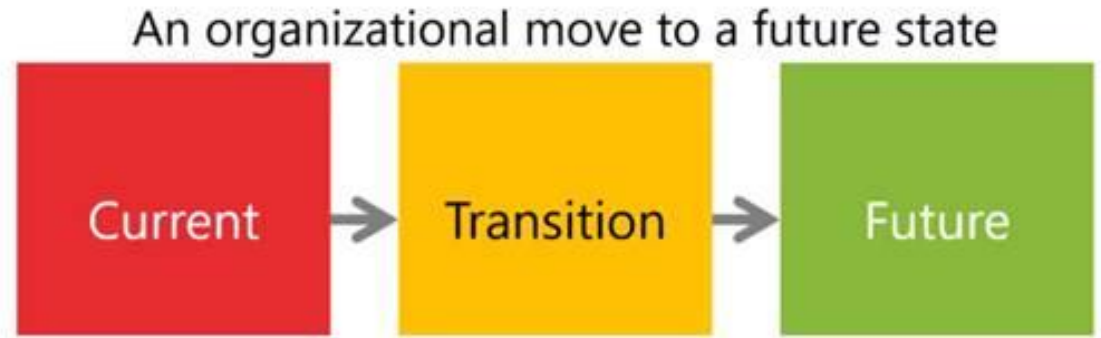 An organizational move to a future state
Current
Transition
Future